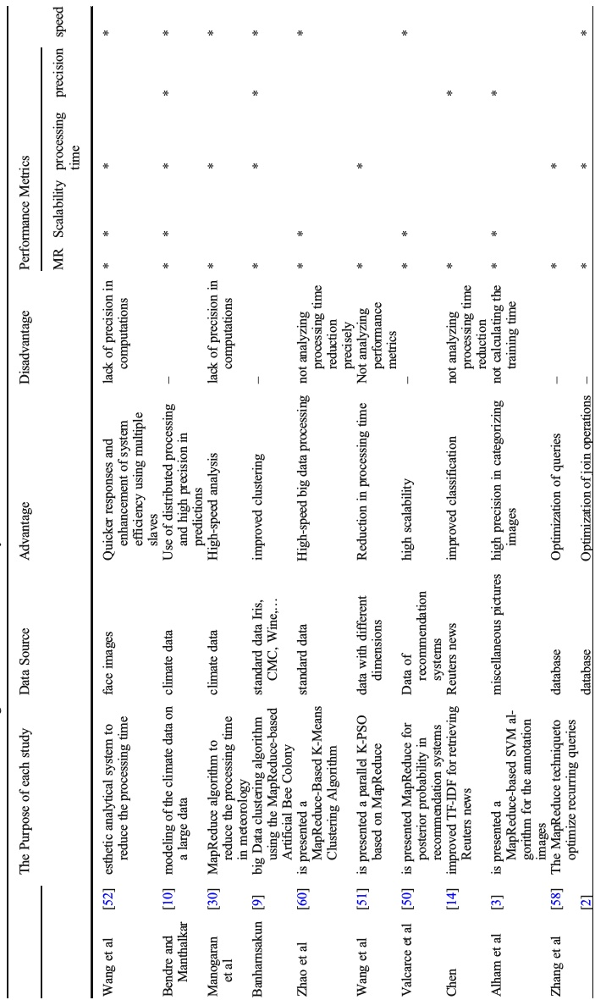 The Purpose of each study Data Source Advantage Disadvantage Performance Metrics
MR Scalability processing precision speed
time
Wang et al [52] esthetic analytical system to face images Quicker responses and lack of precision in * * * *
reduce the processing time enhancement of system computations
efficiency using multiple
slaves
Bendre and [10] modeling of the climate data on climate data Use of distributed processing – * * * * *
Manthalkar a large data and high precision in
predictions
Manogaran [30] MapReduce algorithm to climate data High-speed analysis lack of precision in * * *
et al reduce the processing time computations
in meteorology
Banharnsakun [9] big Data clustering algorithm standard data Iris, improved clustering – * * * *
using the MapReduce-based CMC, Wine,…
Artificial Bee Colony
Zhao et al [60] is presented a standard data High-speed big data processing not analyzing * * *
MapReduce-Based K-Means processing time
Clustering Algorithm reduction
precisely
Wang et al [51] is presented a parallel K-PSO data with different Reduction in processing time Not analyzing * *
based on MapReduce dimensions performance
metrics
Valcarce et al [50] is presented MapReduce for Data of high scalability – * * *
posterior probability in recommendation
recommendation systems systems
Chen [14] improved TF-IDF for retrieving Reuters news improved classification not analyzing * *
Reuters news processing time
reduction
Alham et al [3] is presented a miscellaneous pictures high precision in categorizing not calculating the * * *
MapReduce-based SVM al- images training time
gorithm for the annotation
images
Zhang et al [58] The MapReduce techniqueto database Optimization of queries – * *
optimize recurring queries
[2] database Optimization of join operations – * * *